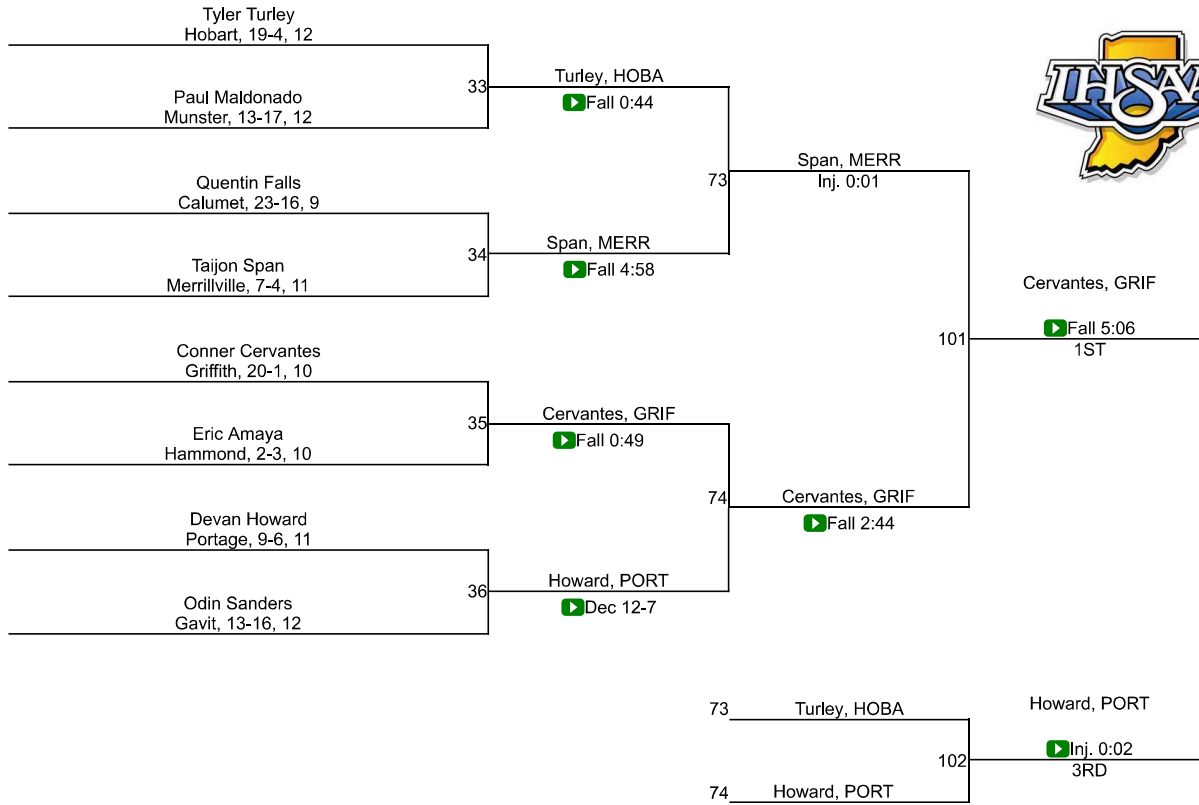 Tyler Turley
Hobart, 19-4, 12
33
Paul Maldonado
Munster, 13-17, 12
Turley, HOBA
Fall 0:44
Quentin Falls
Calumet, 23-16, 9
34
Taijon Span
Merrillville, 7-4, 11
Span, MERR
Fall 4:58
73
Span, MERR
Inj. 0:01
Conner Cervantes
Griffith, 20-1, 10
35
Eric Amaya
Hammond, 2-3, 10
Cervantes, GRIF
Fall 0:49
Devan Howard
Portage, 9-6, 11
36
Odin Sanders
Gavit, 13-16, 12
Howard, PORT
Dec 12-7
74
Cervantes, GRIF
Fall 2:44
101
Cervantes, GRIF
Fall 5:06
1ST
73
Turley, HOBA
74
Howard, PORT
102
Howard, PORT
Inj. 0:02
3RD
IHSAA